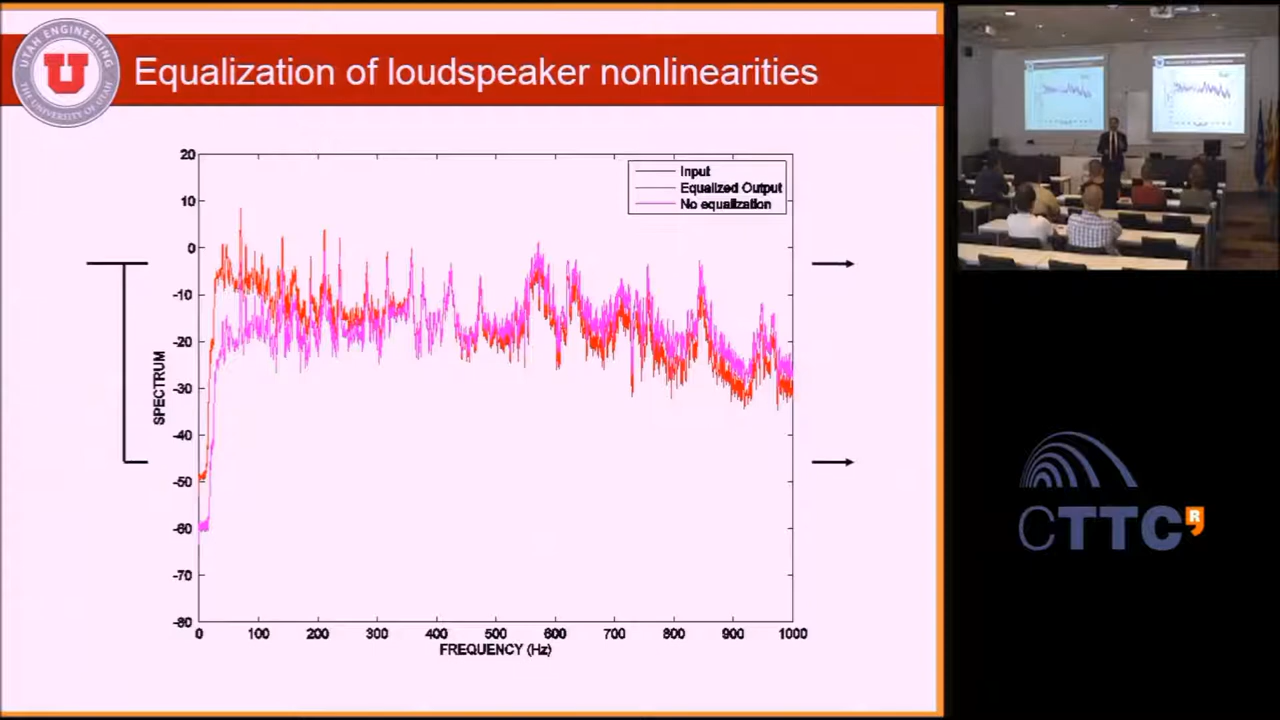 UTAH ENGINEERING
THE UNIVERSITY OF UTAH
U
Equalization of loudspeaker nonlinearities
20
10
0
-10
-20
-30
-40
-50
-60
-70
-80
SPECTRUM
Input
Equalized Output
No equalization
0 100 200 300 400 500 600 700 800 900 1000
FREQUENCY (Hz)
CTTC R